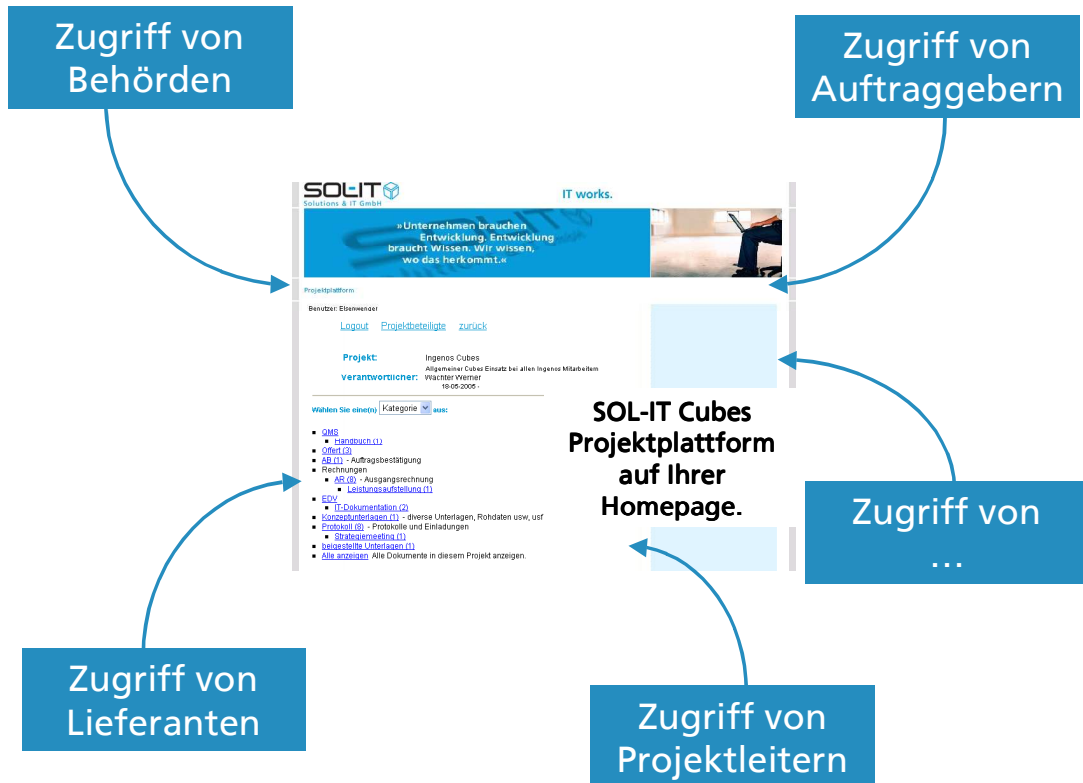 Zugriff von
Behörden
Zugriff von
Auftraggebern
SOL-IT
Solutions & IT GmbH
IT works.
»Unternehmen brauchen
Entwicklung. Entwicklung
braucht Wissen. Wir wissen,
wo das herkommt.«
Projektplattform
Benutzer: Elsenwenger
Logout Projektbeteiligte zurück
Projekt: Ingenos Cubes
Allgemeiner Cubes Einsatz bei allen Ingenos Mitarbeitern
Verantwortlicher: Wachter Werner
18-05-2005 -
Wählen Sie eine(n) Kategorie aus:
QMS
Handbuch (1)
Offert (3)
AB (1) - Auftragsbestätigung
Rechnungen
AR (8) - Ausgangsrechnung
Leistungsaufstellung (1)
EDV
IT-Dokumentation (2)
Konzeptunterlagen (1) - diverse Unterlagen, Rohdaten usw, usf
Protokoll (8) - Protokolle und Einladungen
Strategiemeeting (1)
beigestellte Unterlagen (1)
Alle anzeigen Alle Dokumente in diesem Projekt anzeigen.
SOL-IT Cubes
Projektplattform
auf Ihrer
Homepage.
Zugriff von
...
Zugriff von
Lieferanten
Zugriff von
Projektleitern